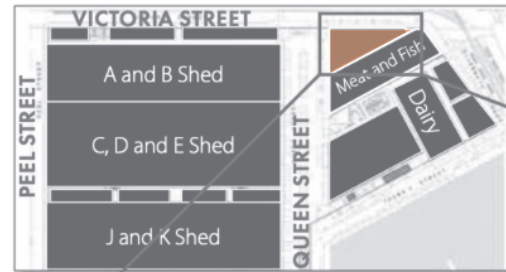 VICTORIA STREET
PEEL STREET
A and B Shed
C, D and E Shed
J and K Shed
QUEEN STREET
Meat and Fish
Dairy